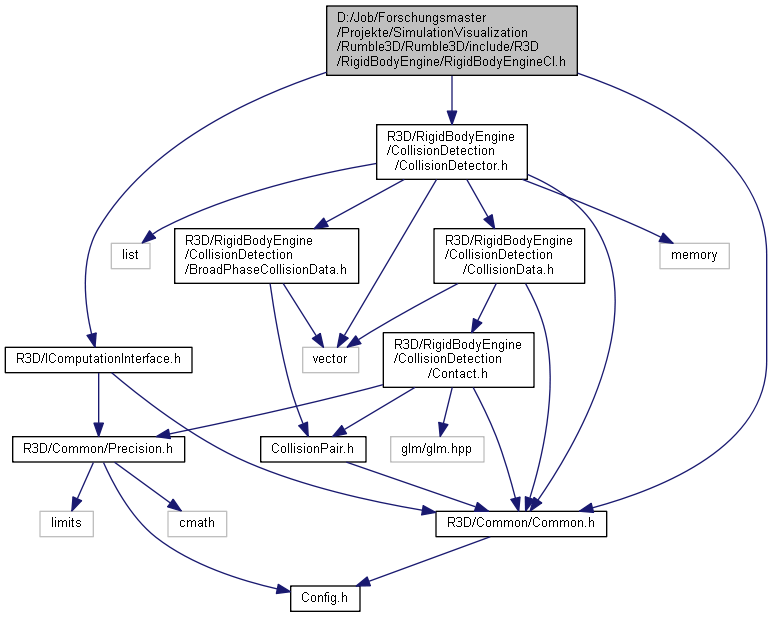 D:/Job/Forschungsmaster
/Projekte/SimulationVisualization
/Rumble3D/Rumble3D/include/R3D
/RigidBodyEngine/RigidBodyEngineCI.h
R3D/RigidBodyEngine
/CollisionDetection
/CollisionDetector.h
list
R3D/RigidBodyEngine
/CollisionDetection
/BroadPhaseCollisionData.h
R3D/RigidBodyEngine
/CollisionDetection
/CollisionData.h
memory
R3D/IComputationInterface.h
vector
R3D/RigidBodyEngine
/CollisionDetection
/Contact.h
R3D/Common/Precision.h
CollisionPair.h
glm/glm.hpp
limits
cmath
R3D/Common/Common.h
Config.h